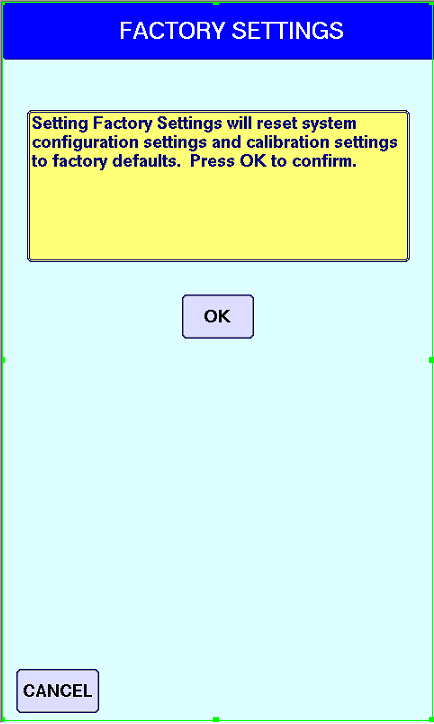 FACTORY SETTINGS
Setting Factory Settings will reset system
configuration settings and calibration settings
to factory defaults.  Press OK to confirm.
OK
CANCEL